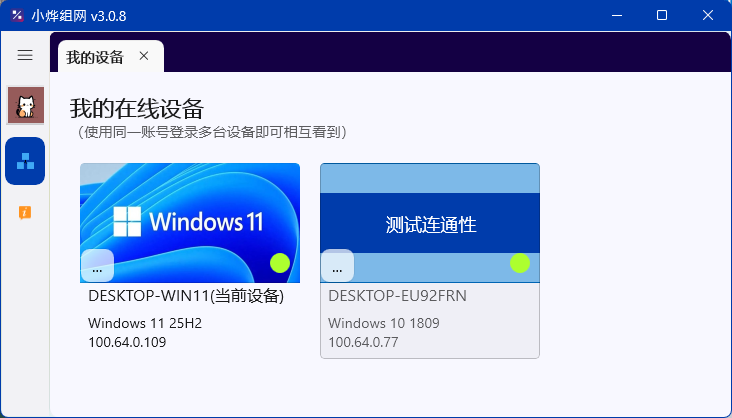 小烨组网 v3.0.8
我的设备
我的在线设备
（使用同一账号登录多台设备即可相互看到）
Windows 11
测试连通性
...
...
DESKTOP-WIN11(当前设备)
DESKTOP-EU92FRN
Windows 11 25H2
Windows 10 1809
100.64.0.109
100.64.0.77